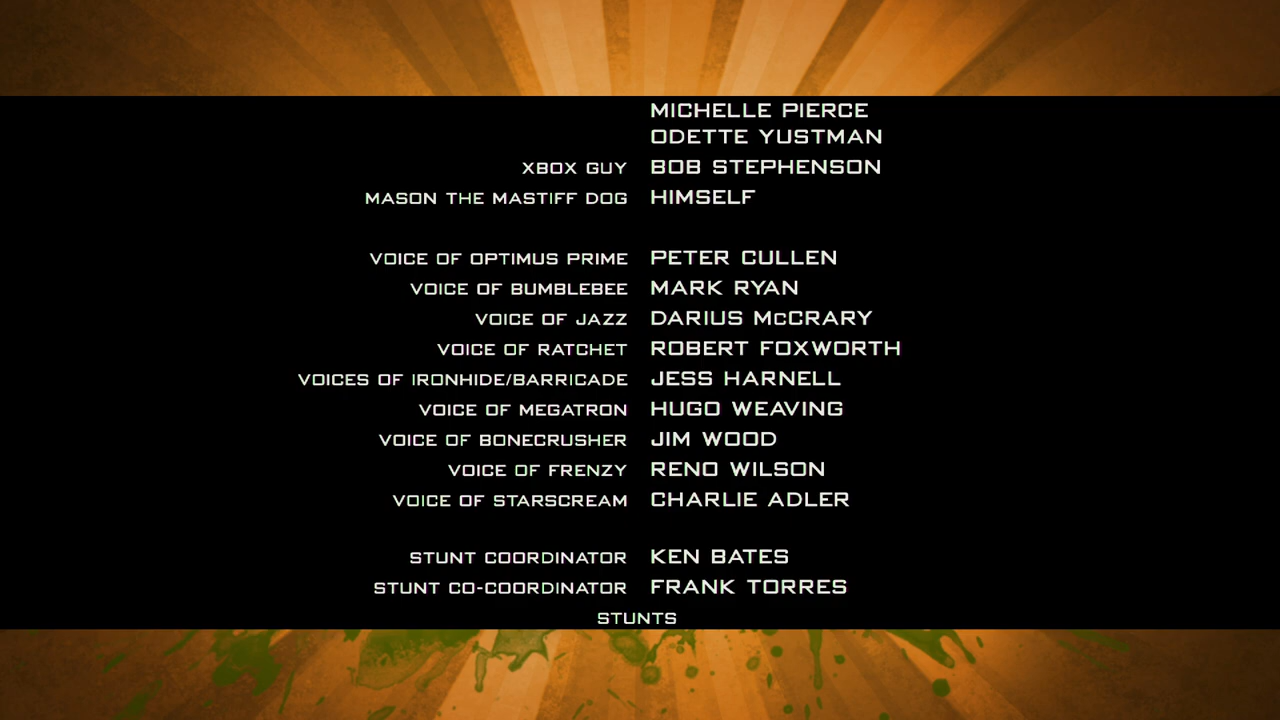 MICHELLE PIERCE
ODETTE YUSTMAN
XBOX GUY BOB STEPHENSON
MASON THE MASTIFF DOG HIMSELF
VOICE OF OPTIMUS PRIME PETER CULLEN
VOICE OF BUMBLEBEE MARK RYAN
VOICE OF JAZZ DARIUS McCRARY
VOICE OF RATCHET ROBERT FOXWORTH
VOICES OF IRONHIDE/BARRICADE JESS HARNELL
VOICE OF MEGATRON HUGO WEAVING
VOICE OF BONECRUSHER JIM WOOD
VOICE OF FRENZY RENO WILSON
VOICE OF STARSCREAM CHARLIE ADLER
STUNT COORDINATOR KEN BATES
STUNT CO-COORDINATOR FRANK TORRES
STUNTS